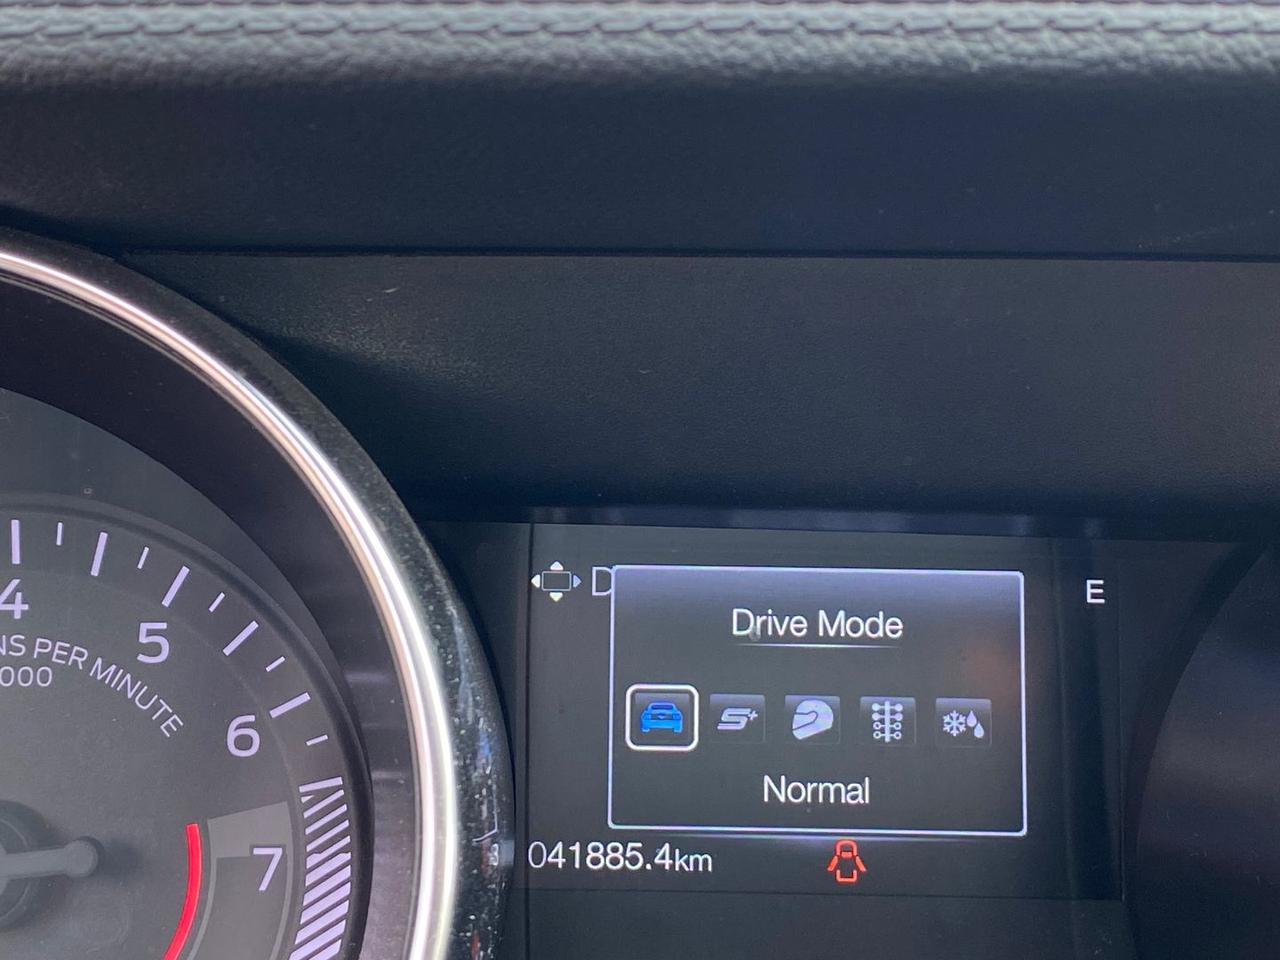 4
5
6
7
NS PER MINUTE
000
D
E
Drive Mode
S+
Normal
041885.4km